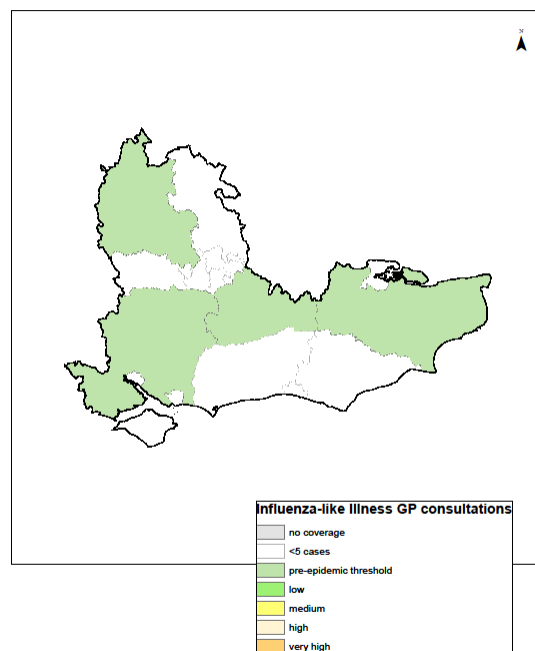 N
Influenza-like Illness GP consultations
no coverage
<5 cases
pre-epidemic threshold
low
medium
high
very high